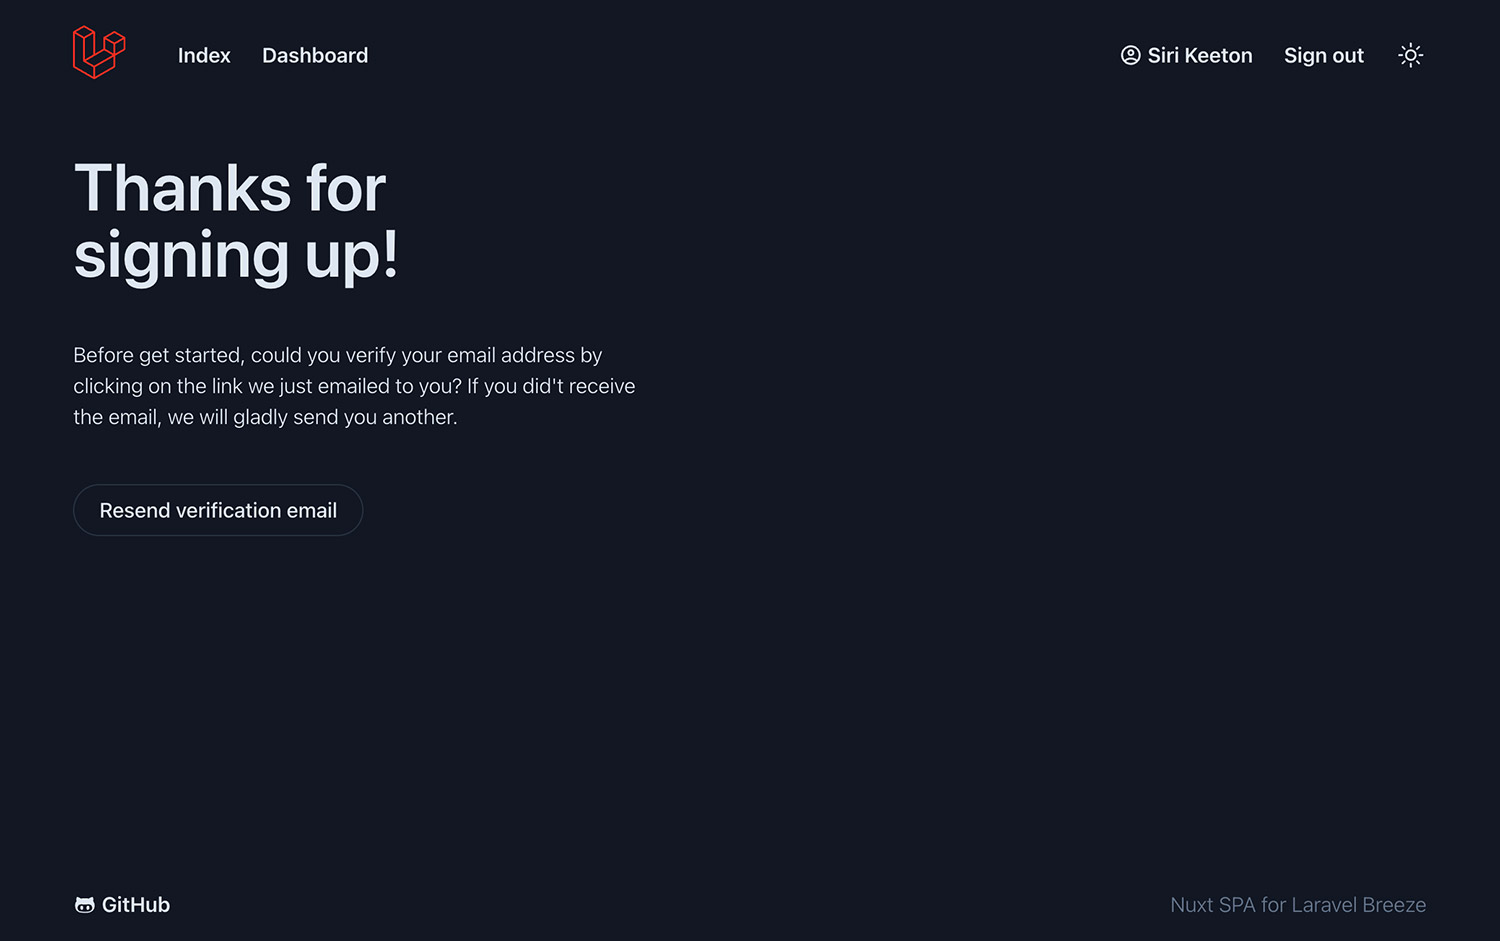 Index
Dashboard
Siri Keeton
Sign out
Thanks for
signing up!
Before get started, could you verify your email address by
clicking on the link we just emailed to you? If you did't receive
the email, we will gladly send you another.
Resend verification email
GitHub
Nuxt SPA for Laravel Breeze